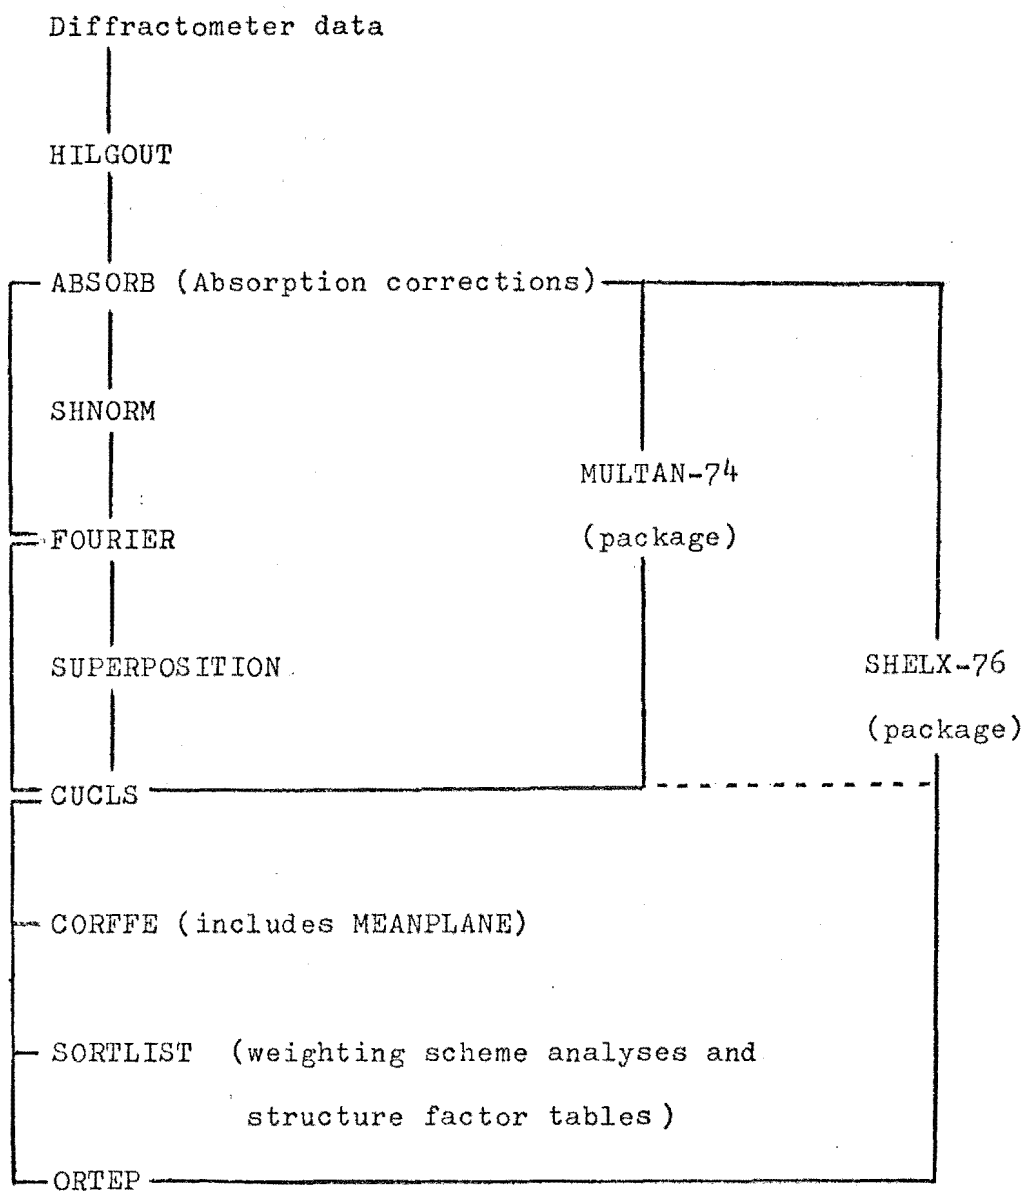 Diffractometer data
HILGOUT
ABSORB (Absorption corrections)
SHNORM
MULTAN-74
FOURIER
(package)
SUPERPOSITION
SHELX-76
(package)
CUCLS
CORFFE (includes MEANPLANE)
SORTLIST (weighting scheme analyses and
structure factor tables)
ORTEP